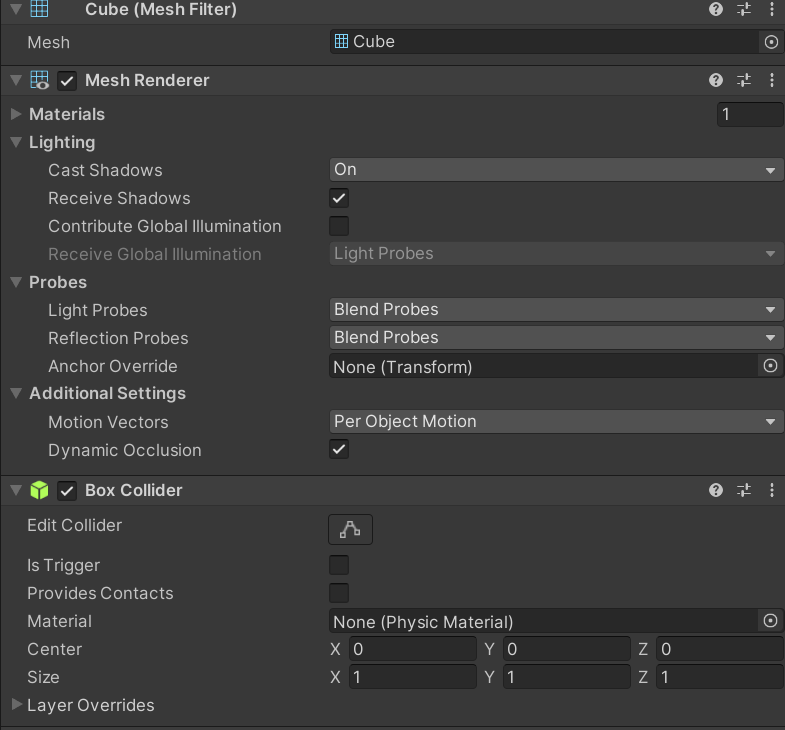 Cube (Mesh Filter)
Mesh Cube
Mesh Renderer
Materials 1
Lighting
Cast Shadows On
Receive Shadows
Contribute Global Illumination
Receive Global Illumination Light Probes
Probes
Light Probes Blend Probes
Reflection Probes Blend Probes
Anchor Override None (Transform)
Additional Settings
Motion Vectors Per Object Motion
Dynamic Occlusion
Box Collider
Edit Collider
Is Trigger
Provides Contacts
Material None (Physic Material)
Center X 0 Y 0 Z 0
Size X 1 Y 1 Z 1
Layer Overrides